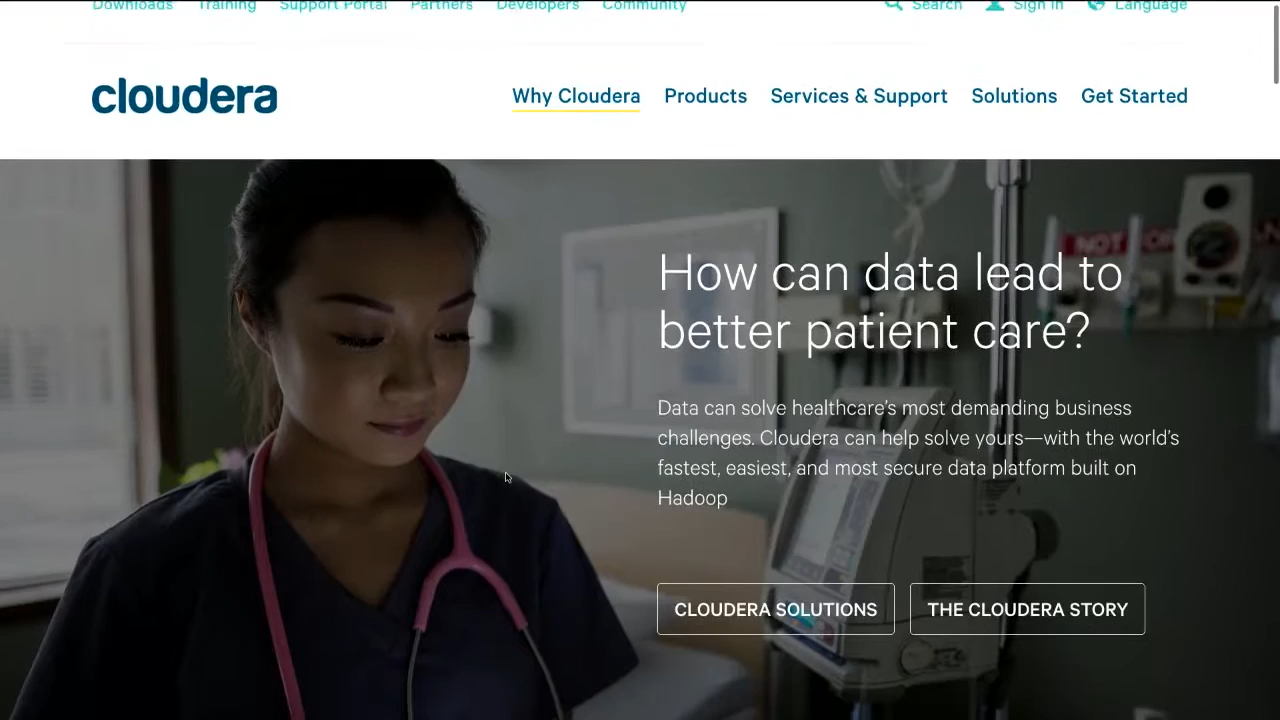 Downloads Training Support Portal Partners Developers Community Search Sign In Language
cloudera
Why Cloudera Products Services & Support Solutions Get Started
NOT
How can data lead to
better patient care?
Data can solve healthcare’s most demanding business
challenges. Cloudera can help solve yours—with the world’s
fastest, easiest, and most secure data platform built on
Hadoop
CLOUDERA SOLUTIONS THE CLOUDERA STORY